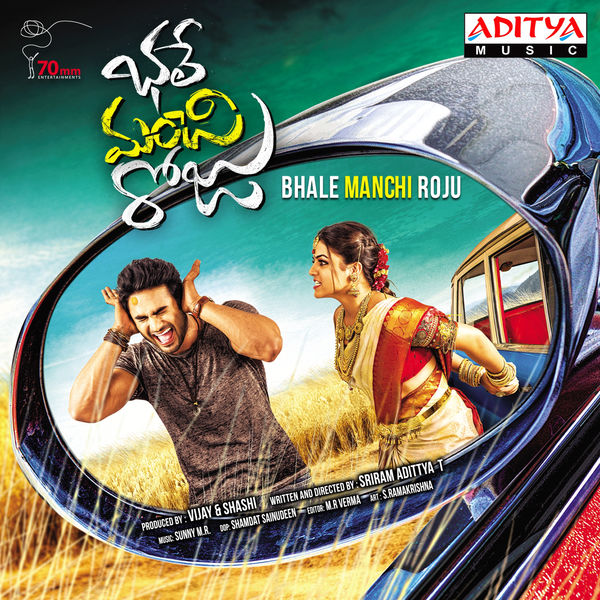 70mm
ENTERTAINMENTS
ADITYA
MUSIC
భలే
మంచి
రోజు
BHALE MANCHI ROJU
PRODUCED BY : VIJAY & SHASHI / WRITTEN AND DIRECTED BY : SRIRAM ADITTYA T
MUSIC: SUNNY M.R. DOP: SHAMDAT SAINUDEEN / EDITOR: M.R VERMA / ART : S.RAMAKRISHNA